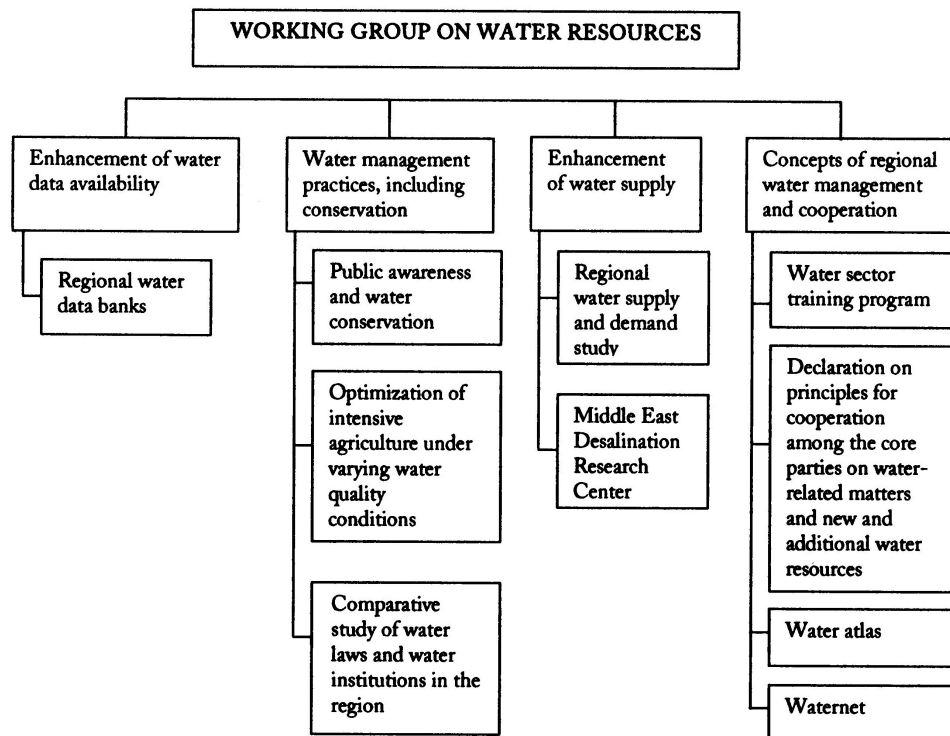 WORKING GROUP ON WATER RESOURCES
Enhancement of water
data availability
Regional water
data banks
Water management
practices, including
conservation
Public awareness
and water
conservation
Optimization of
intensive
agriculture under
varying water
quality
conditions
Comparative
study of water
laws and water
institutions in the
region
Enhancement
of water supply
Regional
water supply
and demand
study
Middle East
Desalination
Research
Center
Concepts of regional
water management
and cooperation
Water sector
training program
Declaration on
principles for
cooperation
among the core
parties on water-
related matters
and new and
additional water
resources
Water atlas
Waternet